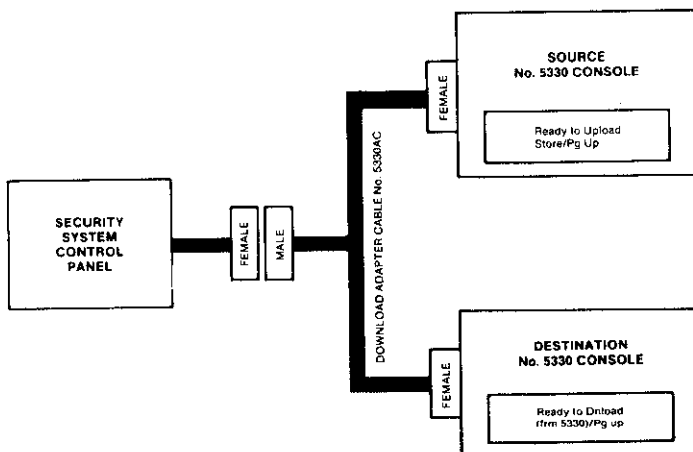 SOURCE
No. 5330 CONSOLE
Ready to Upload
Store/Pg Up
FEMALE
SECURITY
SYSTEM
CONTROL
PANEL
FEMALE
MALE
DOWNLOAD ADAPTER CABLE No. 5330AC
DESTINATION
No. 5330 CONSOLE
FEMALE
Ready to Dnload
(frm 5330)/Pg up